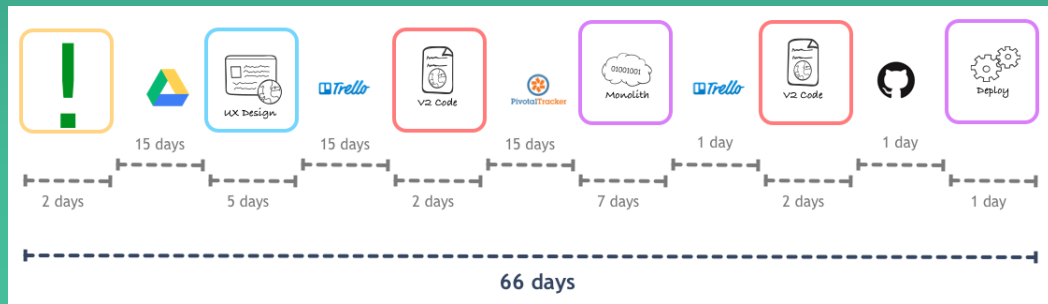 !
01001001
UX Design
Trello
V2 Code
PivotalTracker
Monolith
Trello
V2 Code
Deploy
15 days
15 days
15 days
1 day
1 day
2 days
5 days
2 days
7 days
2 days
1 day
66 days